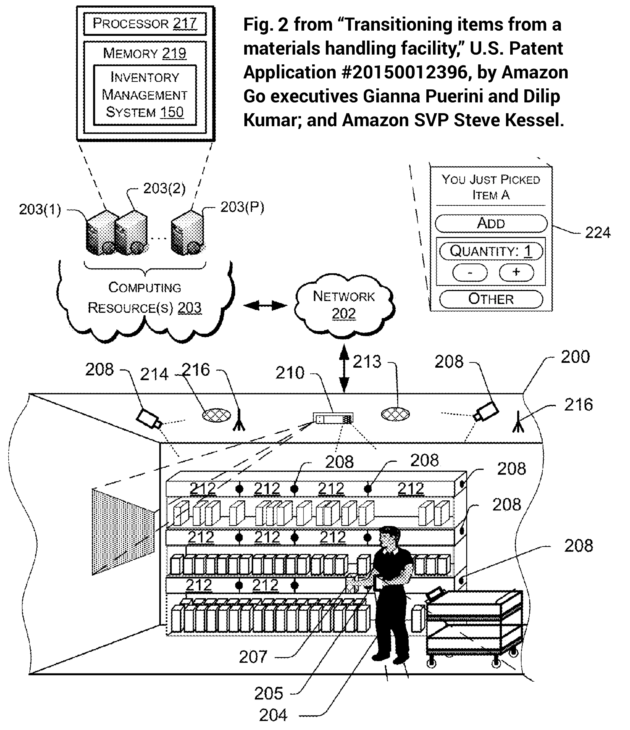 PROCESSOR 217
MEMORY 219
INVENTORY
MANAGEMENT
SYSTEM 150
Fig. 2 from “Transitioning items from a
materials handling facility,” U.S. Patent
Application #20150012396, by Amazon
Go executives Gianna Puerini and Dilip
Kumar; and Amazon SVP Steve Kessel.
203(1)
203(2)
203(P)
...
COMPUTING
RESOURCE(S) 203
NETWORK
202
YOU JUST PICKED
ITEM A
ADD
QUANTITY: 1
- +
OTHER
224
208
214
216
210
213
208
200
216
208
208
208
212 212 212 212
208
212 212 212
212 212
208
207
205
204